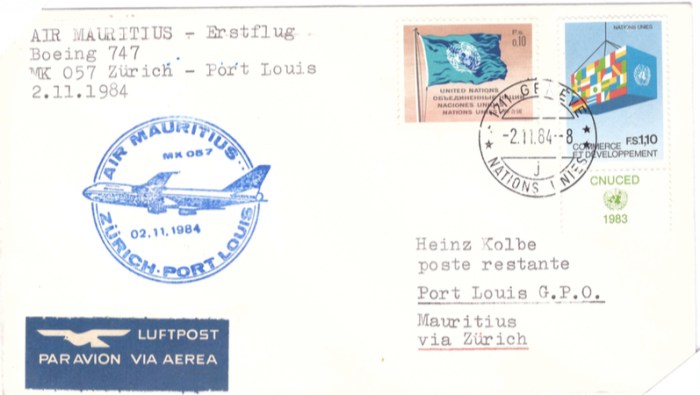 AIR MAURITIUS - Erstflug
Boeing 747
MK 057 Zürich - Port Louis
2.11.1984
F.S.
0.10
UNITED NATIONS
NACIONES
NATIONS UNIES
NATIONS UNIES
F.S.1,10
COMMERCE
ET DÉVELOPPEMENT
CNUCED
1983
1211 GENÈVE
-2.11.84--8
j
NATIONS UNIES
AIR MAURITIUS
MK 057
02.11.1984
ZÜRICH-PORT LOUIS
Heinz Kolbe
poste restante
Port Louis G.P.O.
Mauritius
via Zürich
LUFTPOST
PAR AVION VIA AEREA